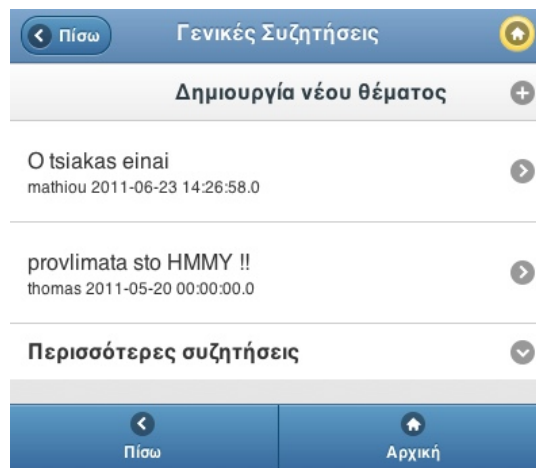 Πίσω
Γενικές Συζητήσεις
Δημιουργία νέου θέματος
O tsiakas einai
mathiou 2011-06-23 14:26:58.0
provlimata sto HMMY !!
thomas 2011-05-20 00:00:00.0
Περισσότερες συζητήσεις
Πίσω
Αρχική